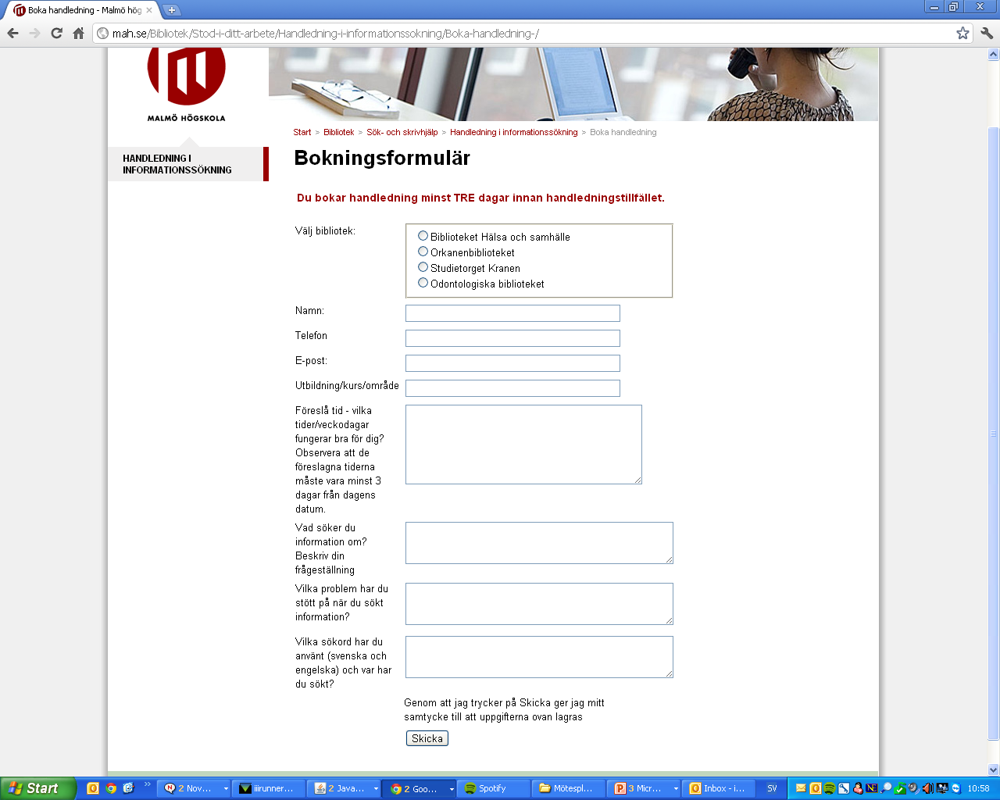 Boka handledning - Malmö hög
mah.se/Bibliotek/Stod-i-ditt-arbete/Handledning-i-informationssokning/Boka-handledning-/
MALMÖ HÖGSKOLA
Start > Bibliotek > Sök- och skrivhjälp > Handledning i informationssökning > Boka handledning
HANDLEDNING I
INFORMATIONSSÖKNING
Bokningsformulär
Du bokar handledning minst TRE dagar innan handledningstillfället.
Välj bibliotek:
Biblioteket Hälsa och samhälle
Orkanenbiblioteket
Studietorget Kranen
Odontologiska biblioteket
Namn:
Telefon
E-post:
Utbildning/kurs/område
Föreslå tid - vilka
tider/veckodagar
fungerar bra för dig?
Observera att de
föreslagna tiderna
måste vara minst 3
dagar från dagens
datum.
Vad söker du
information om?
Beskriv din
frågeställning
Vilka problem har du
stött på när du sökt
information?
Vilka sökord har du
använt (svenska och
engelska) och var har
du sökt?
Genom att jag trycker på Skicka ger jag mitt
samtycke till att uppgifterna ovan lagras
Skicka
Start
2 Nov...
iiirunner...
2 Java...
2 Goo...
Spotify
Mötespl...
3 Micr...
Inbox - i...
SV
10:58